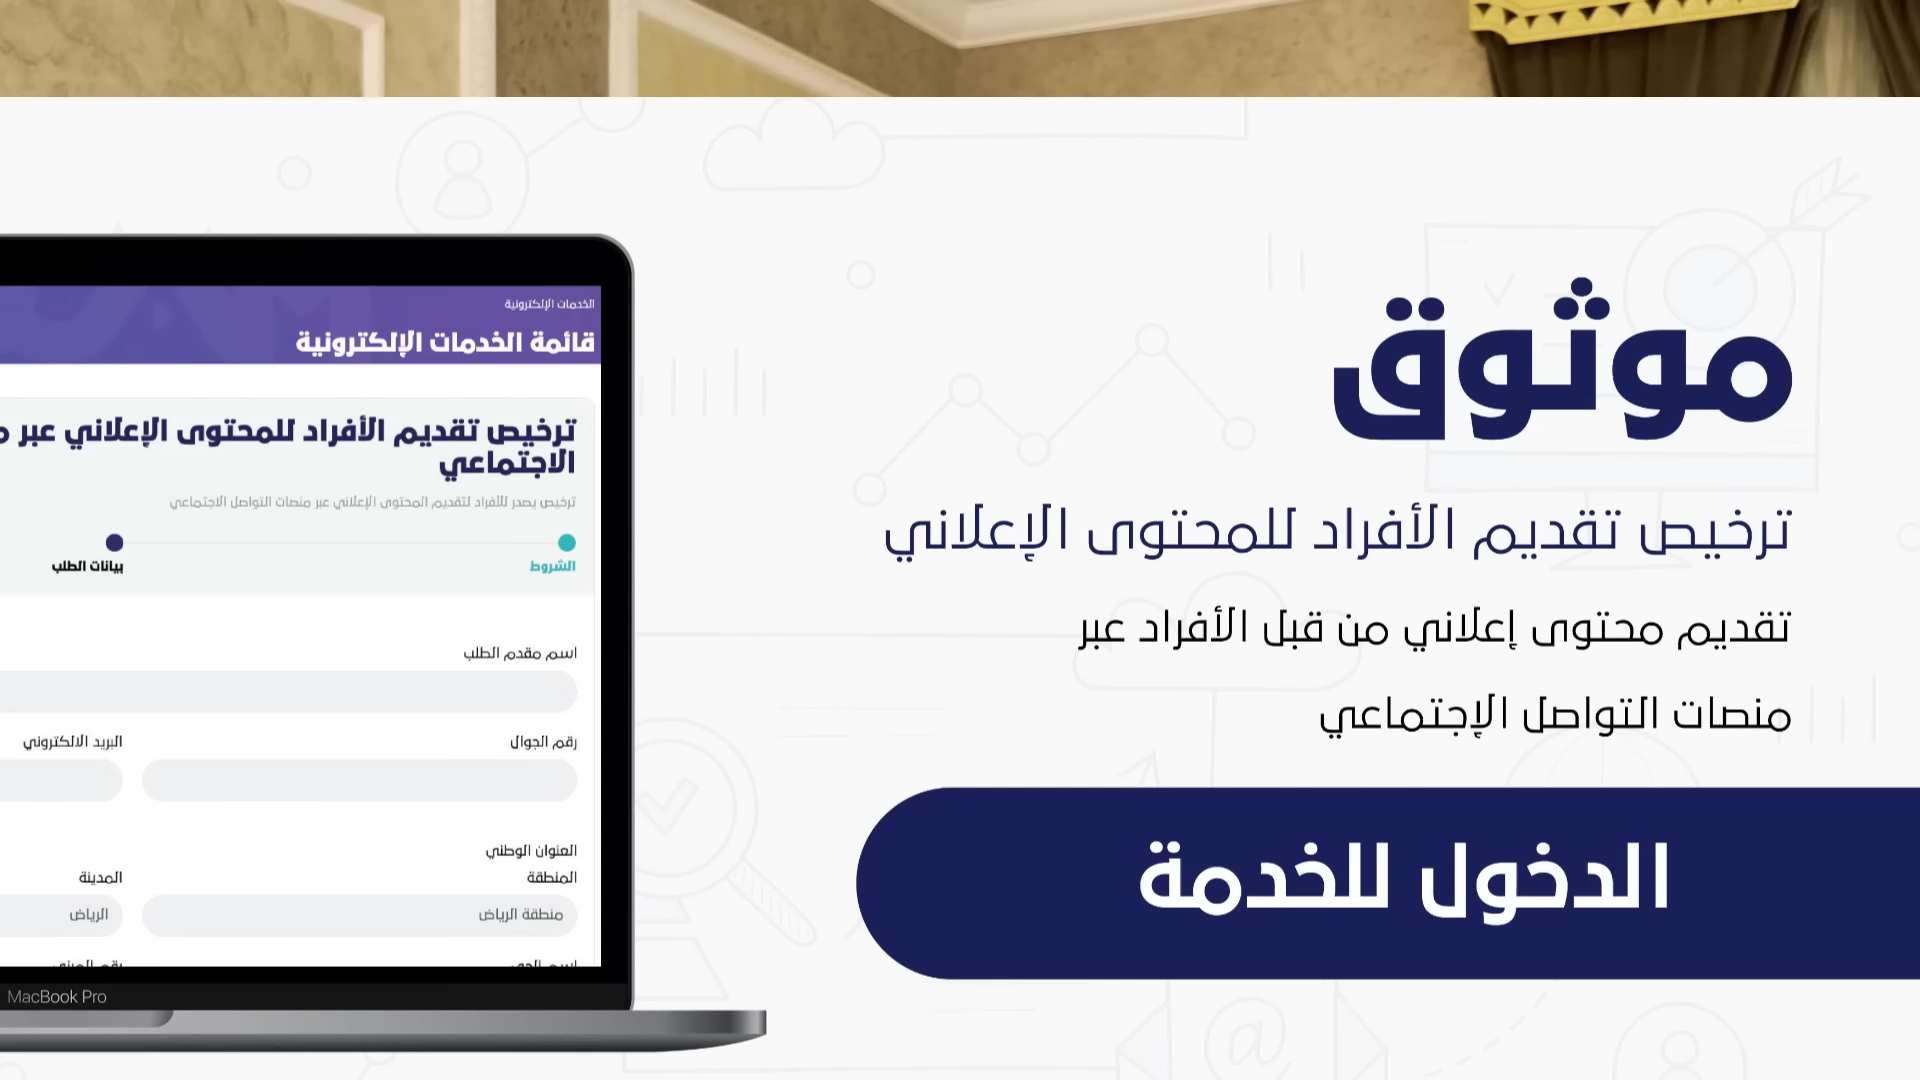 موثوق
ترخيص تقديم الأفراد للمحتوى الإعلاني
تقديم محتوى إعلاني من قبل الأفراد عبر
منصات التواصل الإجتماعي
الدخول للخدمة
الخدمات الإلكترونية
قائمة الخدمات الإلكترونية
ترخيص تقديم الأفراد للمحتوى الإعلاني عبر
الاجتماعي
ترخيص يصدر للأفراد لتقديم المحتوى الإعلاني عبر منصات التواصل الاجتماعي
الشروط بيانات الطلب
اسم مقدم الطلب
رقم الجوال البريد الالكتروني
العنوان الوطني
المنطقة المدينة
منطقة الرياض الرياض
MacBook Pro